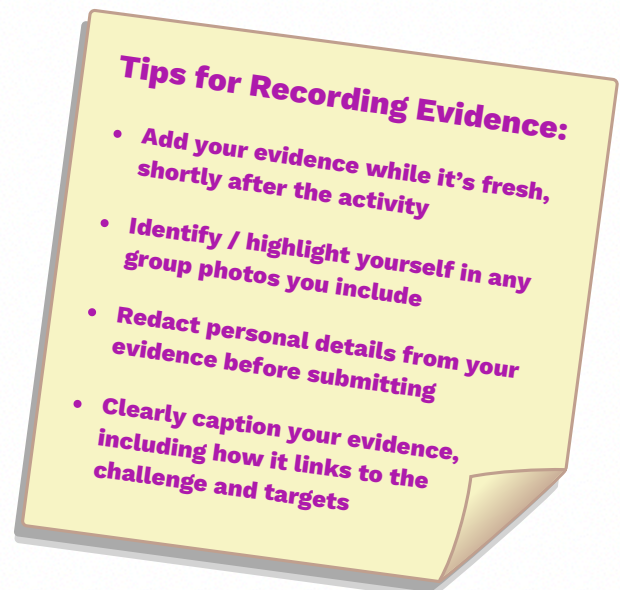 Tips for Recording Evidence:
• Add your evidence while it’s fresh,
shortly after the activity
• Identify / highlight yourself in any
group photos you include
• Redact personal details from your
evidence before submitting
• Clearly caption your evidence,
including how it links to the
challenge and targets